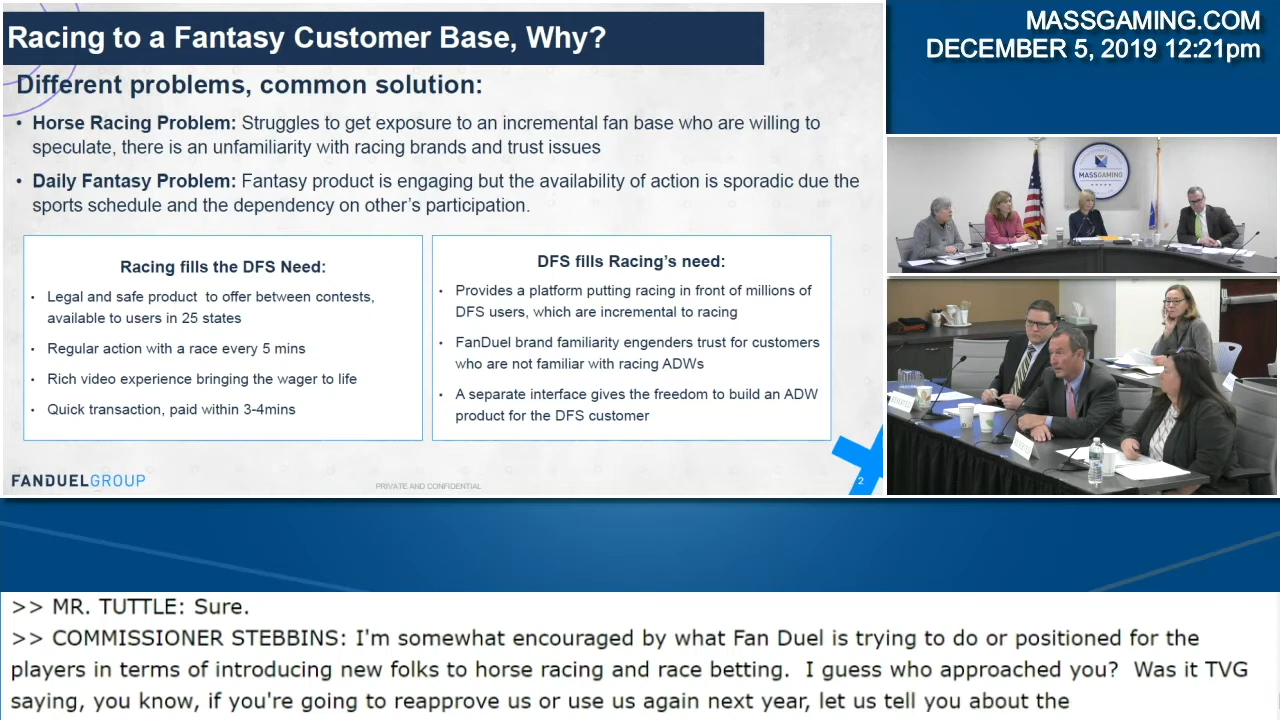 Racing to a Fantasy Customer Base, Why?
Different problems, common solution:
• Horse Racing Problem: Struggles to get exposure to an incremental fan base who are willing to
speculate, there is an unfamiliarity with racing brands and trust issues
• Daily Fantasy Problem: Fantasy product is engaging but the availability of action is sporadic due the
sports schedule and the dependency on other's participation.
Racing fills the DFS Need:
• Legal and safe product to offer between contests,
available to users in 25 states
• Regular action with a race every 5 mins
• Rich video experience bringing the wager to life
• Quick transaction, paid within 3-4mins
DFS fills Racing's need:
• Provides a platform putting racing in front of millions of
DFS users, which are incremental to racing
• FanDuel brand familiarity engenders trust for customers
who are not familiar with racing ADWs
• A separate interface gives the freedom to build an ADW
product for the DFS customer
FANDUELGROUP
PRIVATE AND CONFIDENTIAL
2
MASSGAMING.COM
DECEMBER 5, 2019 12:21pm
MASSGAMING
>> MR. TUTTLE: Sure.
>> COMMISSIONER STEBBINS: I'm somewhat encouraged by what Fan Duel is trying to do or positioned for the
players in terms of introducing new folks to horse racing and race betting. I guess who approached you? Was it TVG
saying, you know, if you're going to reapprove us or use us again next year, let us tell you about the